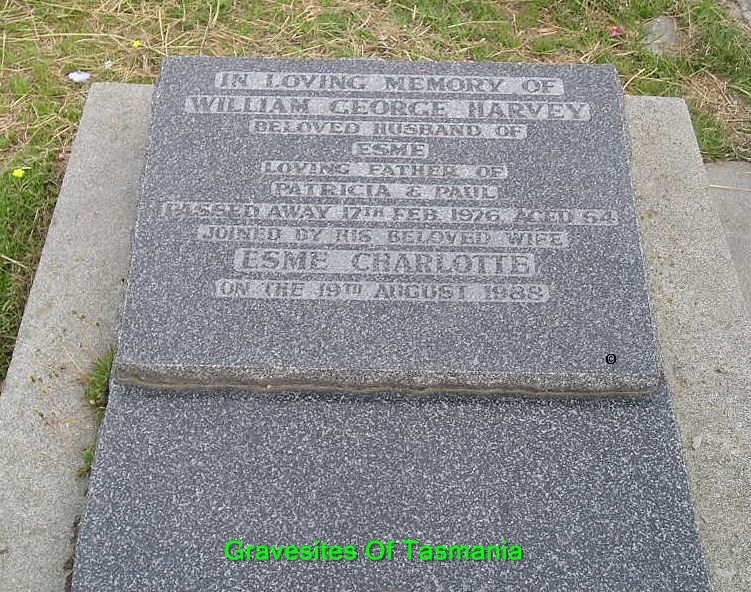 IN LOVING MEMORY OF
WILLIAM GEORGE HARVEY
BELOVED HUSBAND OF
ESME
LOVING FATHER OF
PATRICIA & PAUL
PASSED AWAY 17TH FEB. 1976 AGED 54
JOINED BY HIS BELOVED WIFE
ESME CHARLOTTE
ON THE 19TH AUGUST 1988
©
Gravesites Of Tasmania